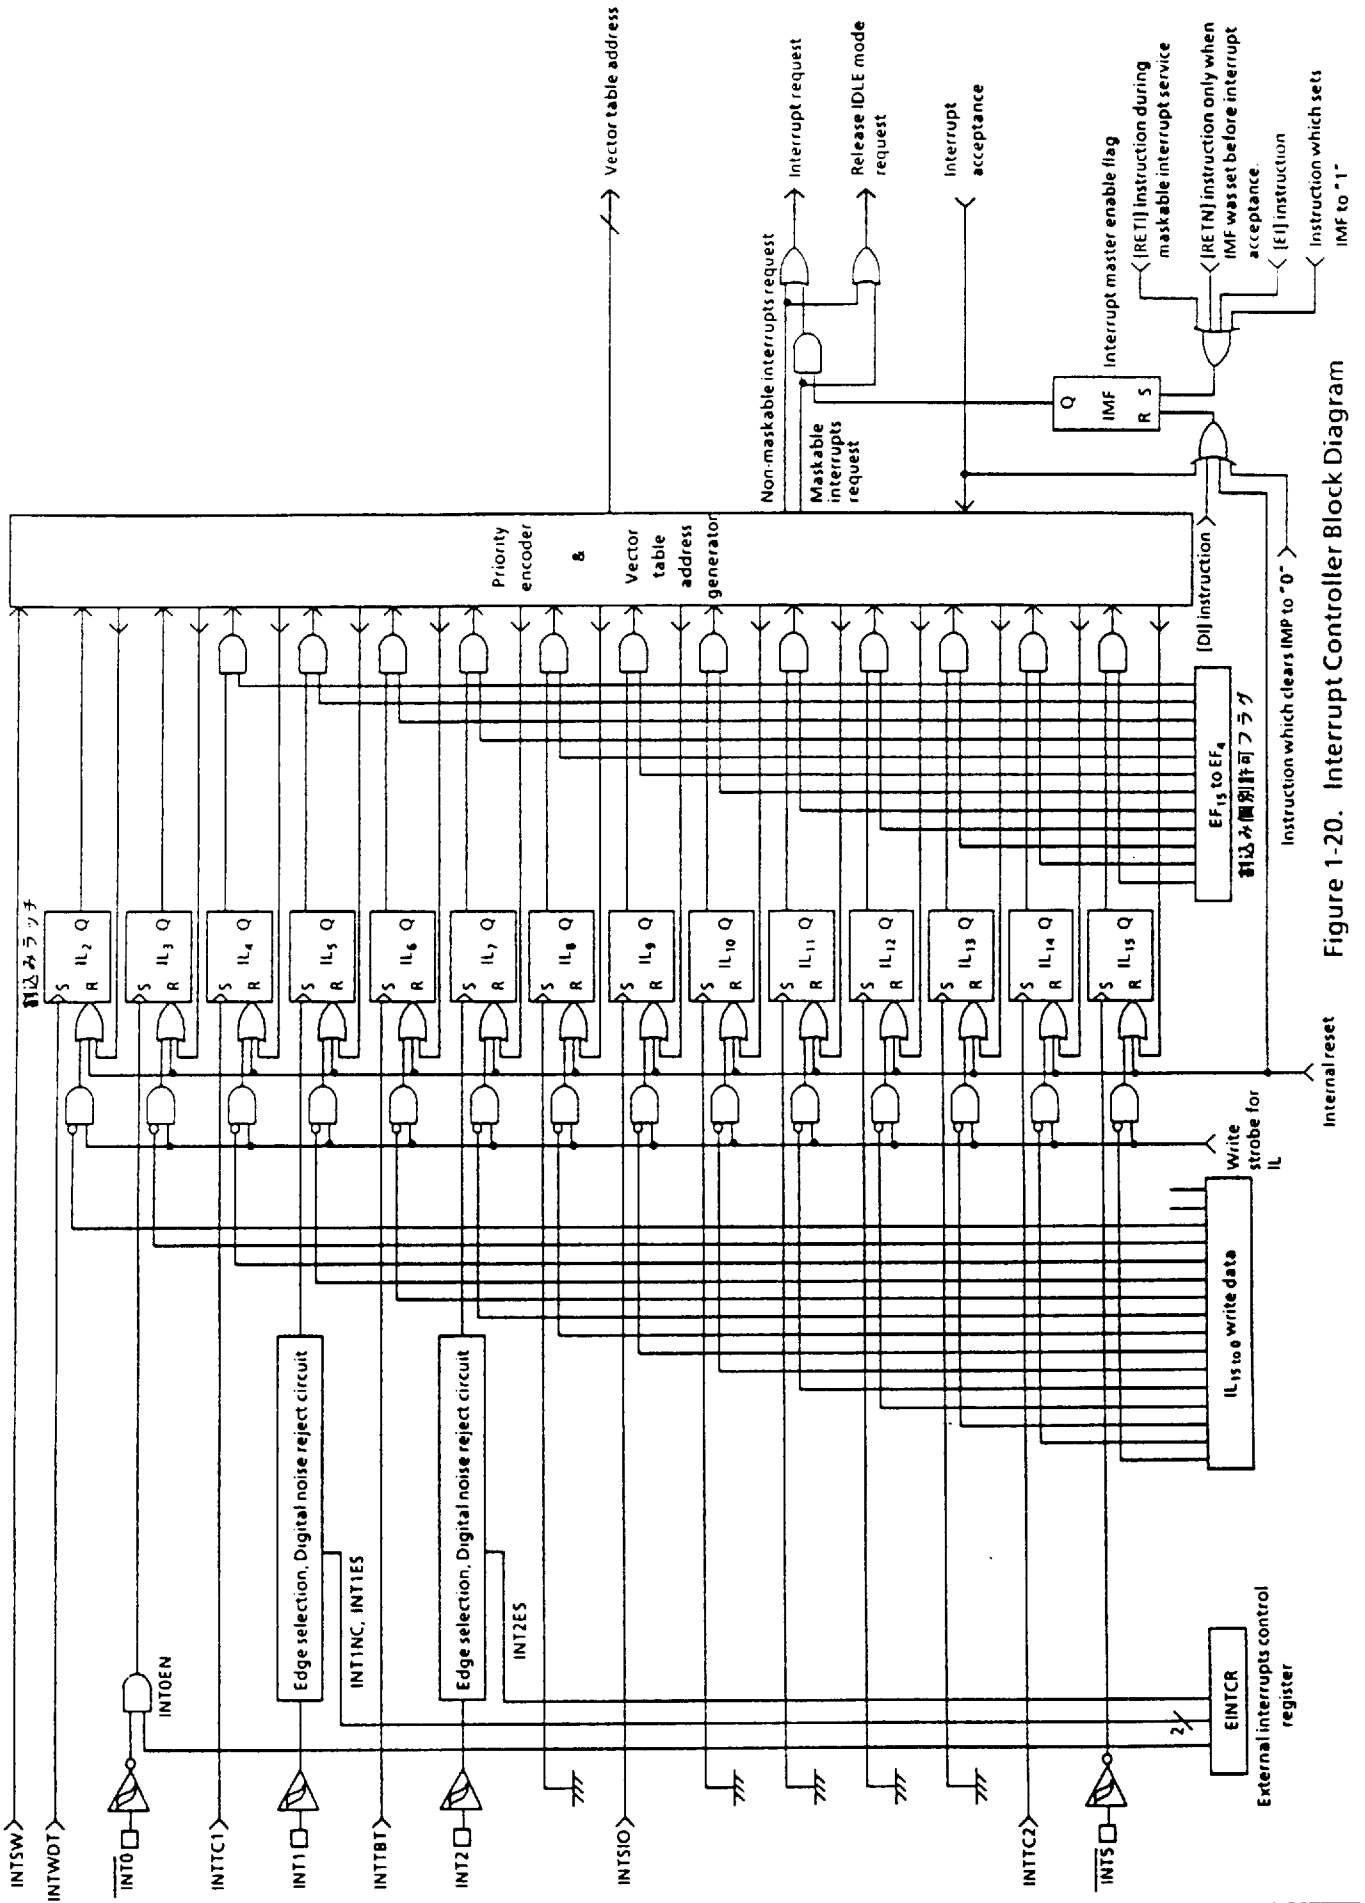 INTSW
INTWDT
INT0
INTTC1
INT1
INTTBT
INT2
INTSIO
INTTC2
INT5
INT0EN
Edge selection, Digital noise reject circuit
INT1NC, INT1ES
Edge selection, Digital noise reject circuit
INT2ES
2
EINTCR
External interrupts control
register
IL15 to 0 write data
Write
strobe for
IL
Internal reset
割込みラッチ
S IL2 Q
R
S IL3 Q
R
S IL4 Q
R
S IL5 Q
R
S IL6 Q
R
S IL7 Q
R
S IL8 Q
R
S IL9 Q
R
S IL10 Q
R
S IL11 Q
R
S IL12 Q
R
S IL13 Q
R
S IL14 Q
R
S IL15 Q
R
EF15 to EF4
割込み個別許可フラグ
Priority
encoder
&
Vector
table
address
generator
[DI] instruction
Instruction which clears IMP to "0"
Vector table address
Non-maskable interrupts request
Maskable
interrupts
request
Interrupt request
Release IDLE mode
request
Interrupt
acceptance
Interrupt master enable flag
Q
IMF
R S
[RETI] instruction during
maskable interrupt service
[RETN] instruction only when
IMF was set before interrupt
acceptance.
[EI] instruction
Instruction which sets
IMF to "1"
Figure 1-20. Interrupt Controller Block Diagram